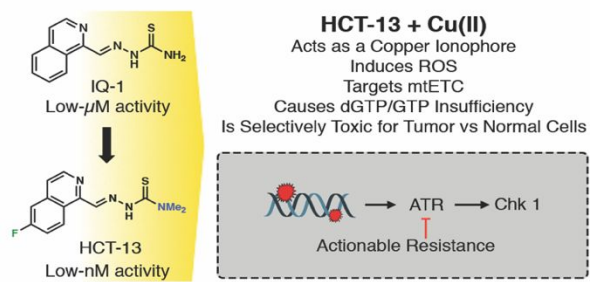 N
N
N
H
S
NH2
IQ-1
Low-µM activity
N
N
N
H
S
NMe2
F
HCT-13
Low-nM activity
HCT-13 + Cu(II)
Acts as a Copper Ionophore
Induces ROS
Targets mtETC
Causes dGTP/GTP Insufficiency
Is Selectively Toxic for Tumor vs Normal Cells
ATR
Chk 1
Actionable Resistance